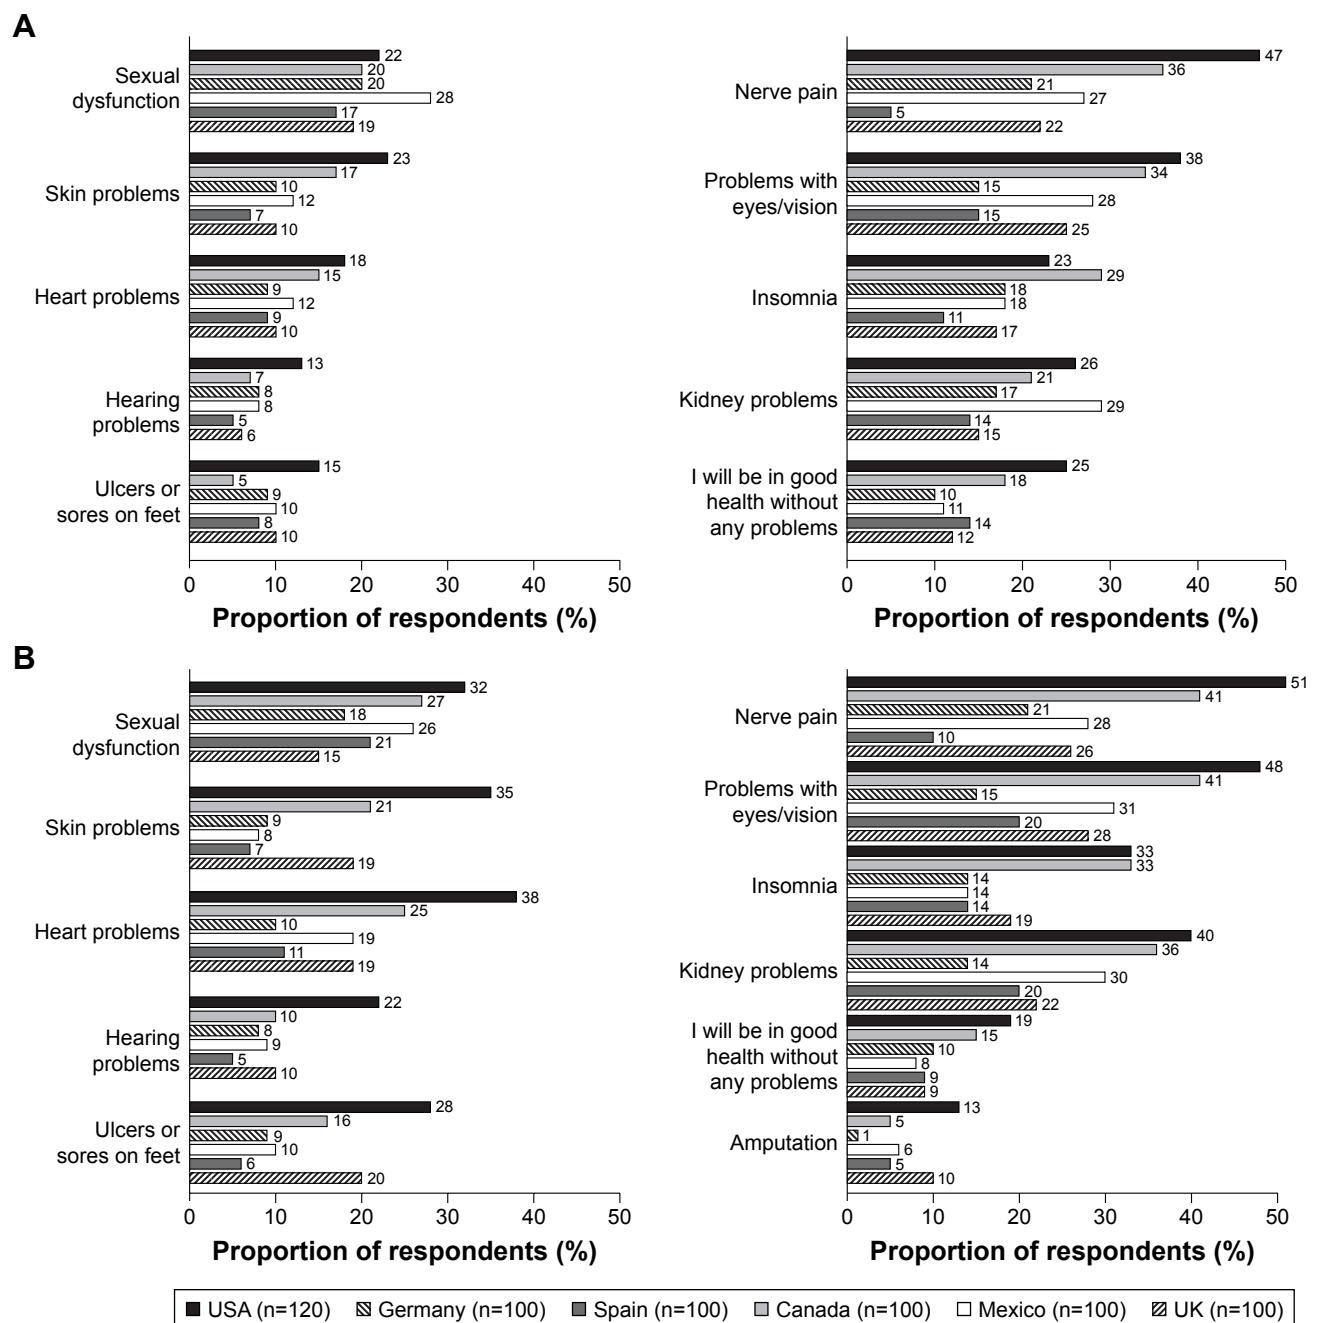 A
Sexual
dysfunction
22
20
20
28
17
19
Skin problems
23
17
10
12
7
10
Heart problems
18
15
9
12
9
10
Hearing
problems
13
7
8
8
5
6
Ulcers or
sores on feet
15
5
9
10
8
10
0 10 20 30 40 50
Proportion of respondents (%)
Nerve pain
47
36
21
27
5
22
Problems with
eyes/vision
38
34
15
28
15
25
Insomnia
23
29
18
18
11
17
Kidney problems
26
21
17
29
14
15
I will be in good
health without
any problems
25
18
10
11
14
12
0 10 20 30 40 50
Proportion of respondents (%)
B
Sexual
dysfunction
32
27
18
26
21
15
Skin problems
35
21
9
8
7
19
Heart problems
38
25
10
19
11
19
Hearing
problems
22
10
8
9
5
10
Ulcers or
sores on feet
28
16
9
10
6
20
0 10 20 30 40 50
Proportion of respondents (%)
Nerve pain
51
41
21
28
10
26
Problems with
eyes/vision
48
41
15
31
20
28
Insomnia
33
33
14
14
14
19
Kidney problems
40
36
14
30
20
22
I will be in good
health without
any problems
19
15
10
8
9
9
Amputation
13
5
1
6
5
10
0 10 20 30 40 50
Proportion of respondents (%)
USA (n=120) Germany (n=100) Spain (n=100) Canada (n=100) Mexico (n=100) UK (n=100)